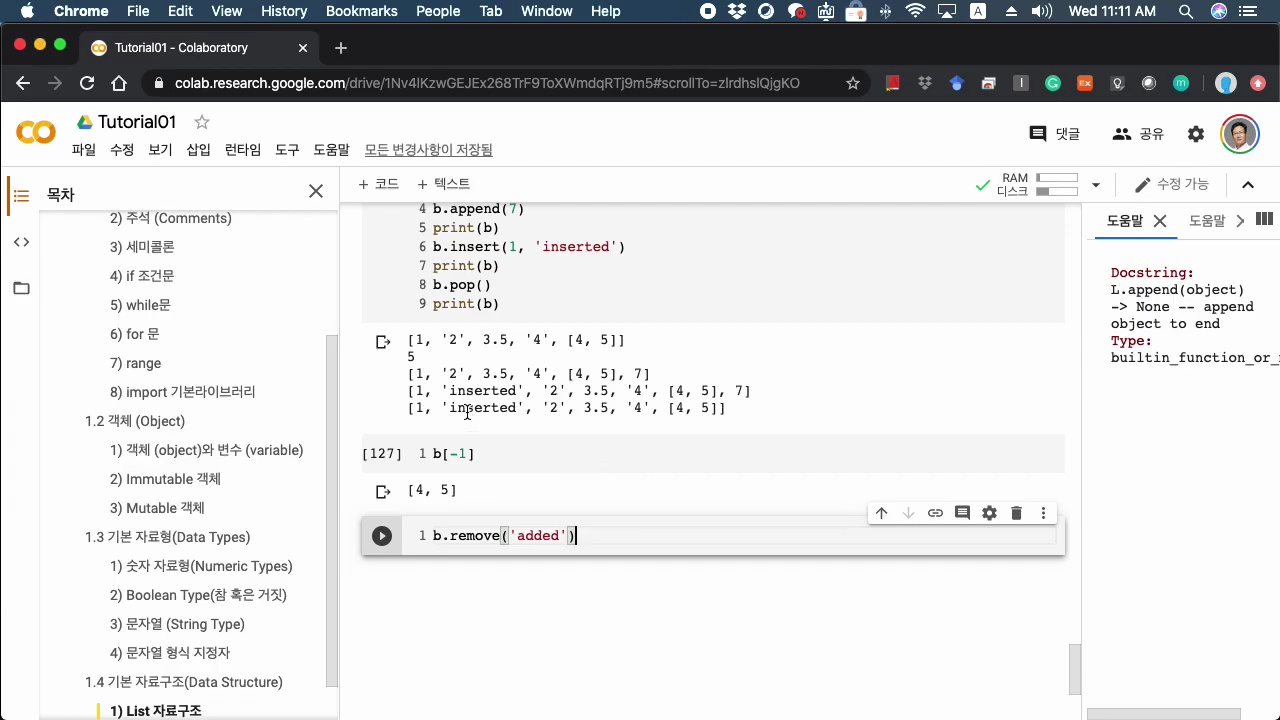 Chrome File Edit View History Bookmarks People Tab Window Help
A Wed 11:11 AM
Tutorial01 - Colaboratory
colab.research.google.com/drive/1Nv4lKzwGEJEx268TrF9ToXWmdqRTj9m5#scrollTo=zlrdhslQjgKO
Tutorial01
댓글 공유
파일 수정 보기 삽입 런타임 도구 도움말 모든 변경사항이 저장됨
목차
+ 코드 + 텍스트
RAM
디스크
수정 가능
2) 주석 (Comments)
3) 세미콜론
4) if 조건문
5) while문
6) for 문
7) range
8) import 기본라이브러리
1.2 객체 (Object)
1) 객체 (object)와 변수 (variable)
2) Immutable 객체
3) Mutable 객체
1.3 기본 자료형(Data Types)
1) 숫자 자료형(Numeric Types)
2) Boolean Type(참 혹은 거짓)
3) 문자열 (String Type)
4) 문자열 형식 지정자
1.4 기본 자료구조(Data Structure)
1) List 자료구조
4 b.append(7)
5 print(b)
6 b.insert(1, 'inserted')
7 print(b)
8 b.pop()
9 print(b)
[1, '2', 3.5, '4', [4, 5]]
5
[1, '2', 3.5, '4', [4, 5], 7]
[1, 'inserted', '2', 3.5, '4', [4, 5], 7]
[1, 'inserted', '2', 3.5, '4', [4, 5]]
[127] 1 b[-1]
[4, 5]
1 b.remove('added')
도움말 도움말
Docstring:
L.append(object)
-> None -- append
object to end
Type:
builtin_function_or_